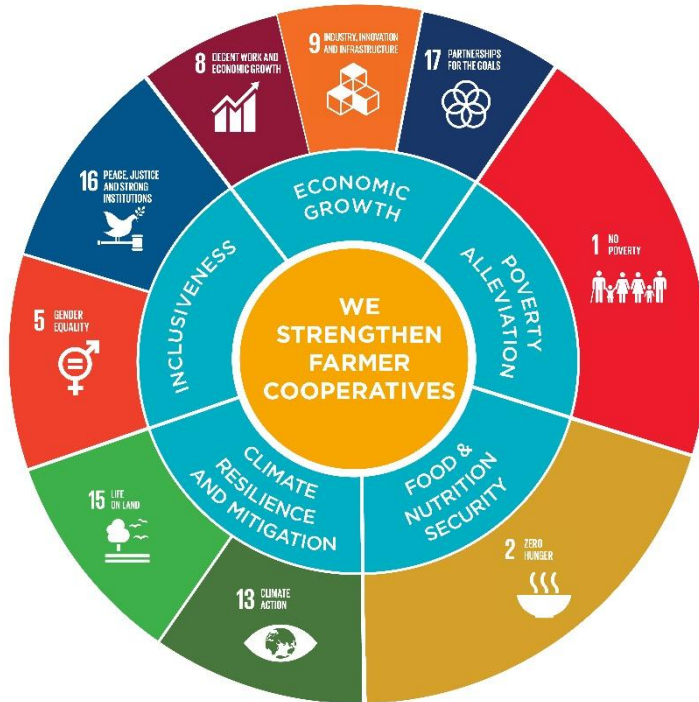 WE
STRENGTHEN
FARMER
COOPERATIVES
ECONOMIC
GROWTH
POVERTY
ALLEVIATION
FOOD &
NUTRITION
SECURITY
CLIMATE
RESILIENCE
AND MITIGATION
INCLUSIVENESS
8 DECENT WORK AND
ECONOMIC GROWTH
9 INDUSTRY, INNOVATION
AND INFRASTRUCTURE
17 PARTNERSHIPS
FOR THE GOALS
1 NO
POVERTY
2 ZERO
HUNGER
13 CLIMATE
ACTION
15 LIFE
ON LAND
5 GENDER
EQUALITY
16 PEACE, JUSTICE
AND STRONG
INSTITUTIONS